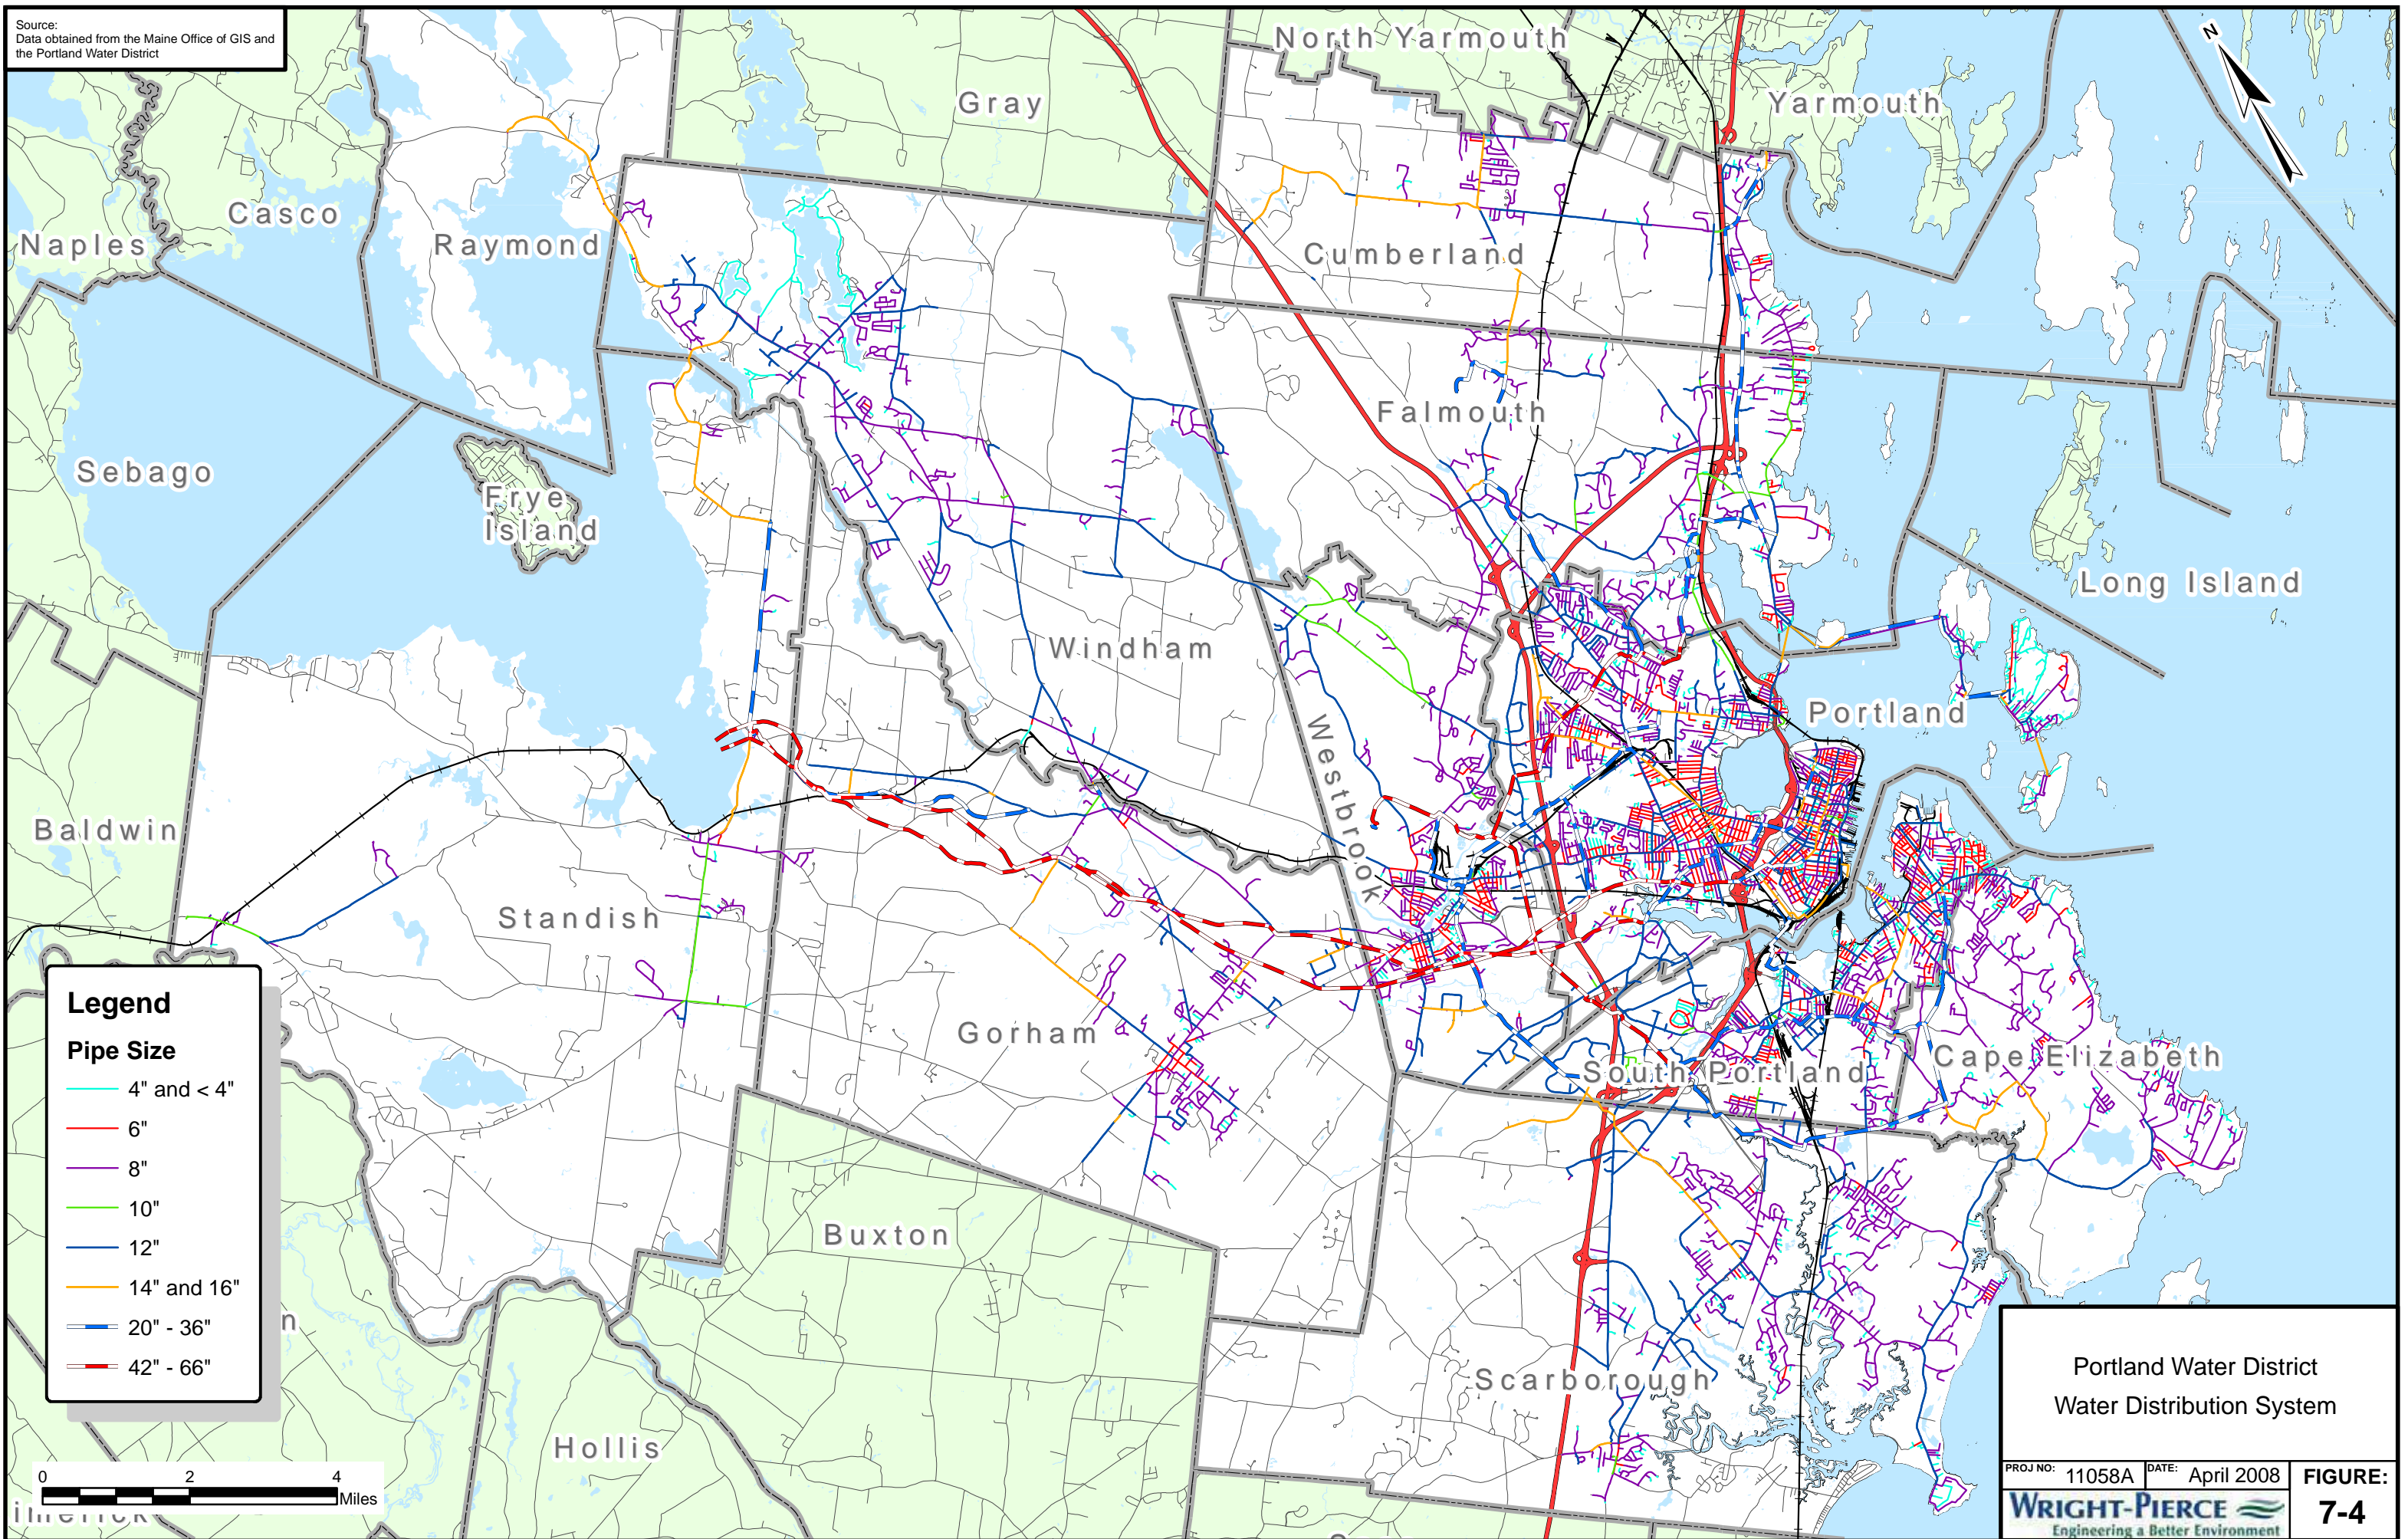 Source:
Data obtained from the Maine Office of GIS and
the Portland Water District
N
North Yarmouth
Gray
Yarmouth
Casco
Naples
Raymond
Cumberland
Falmouth
Sebago
Frye
Island
Long Island
Windham
Portland
Westbrook
Baldwin
Standish
Gorham
Cape Elizabeth
South Portland
Buxton
Scarborough
Hollis
Legend
Pipe Size
4" and < 4"
6"
8"
10"
12"
14" and 16"
20" - 36"
42" - 66"
n
0 2 4
Miles
Portland Water District
Water Distribution System
PROJ NO: 11058A DATE: April 2008
FIGURE:
7-4
WRIGHT-PIERCE
Engineering a Better Environment